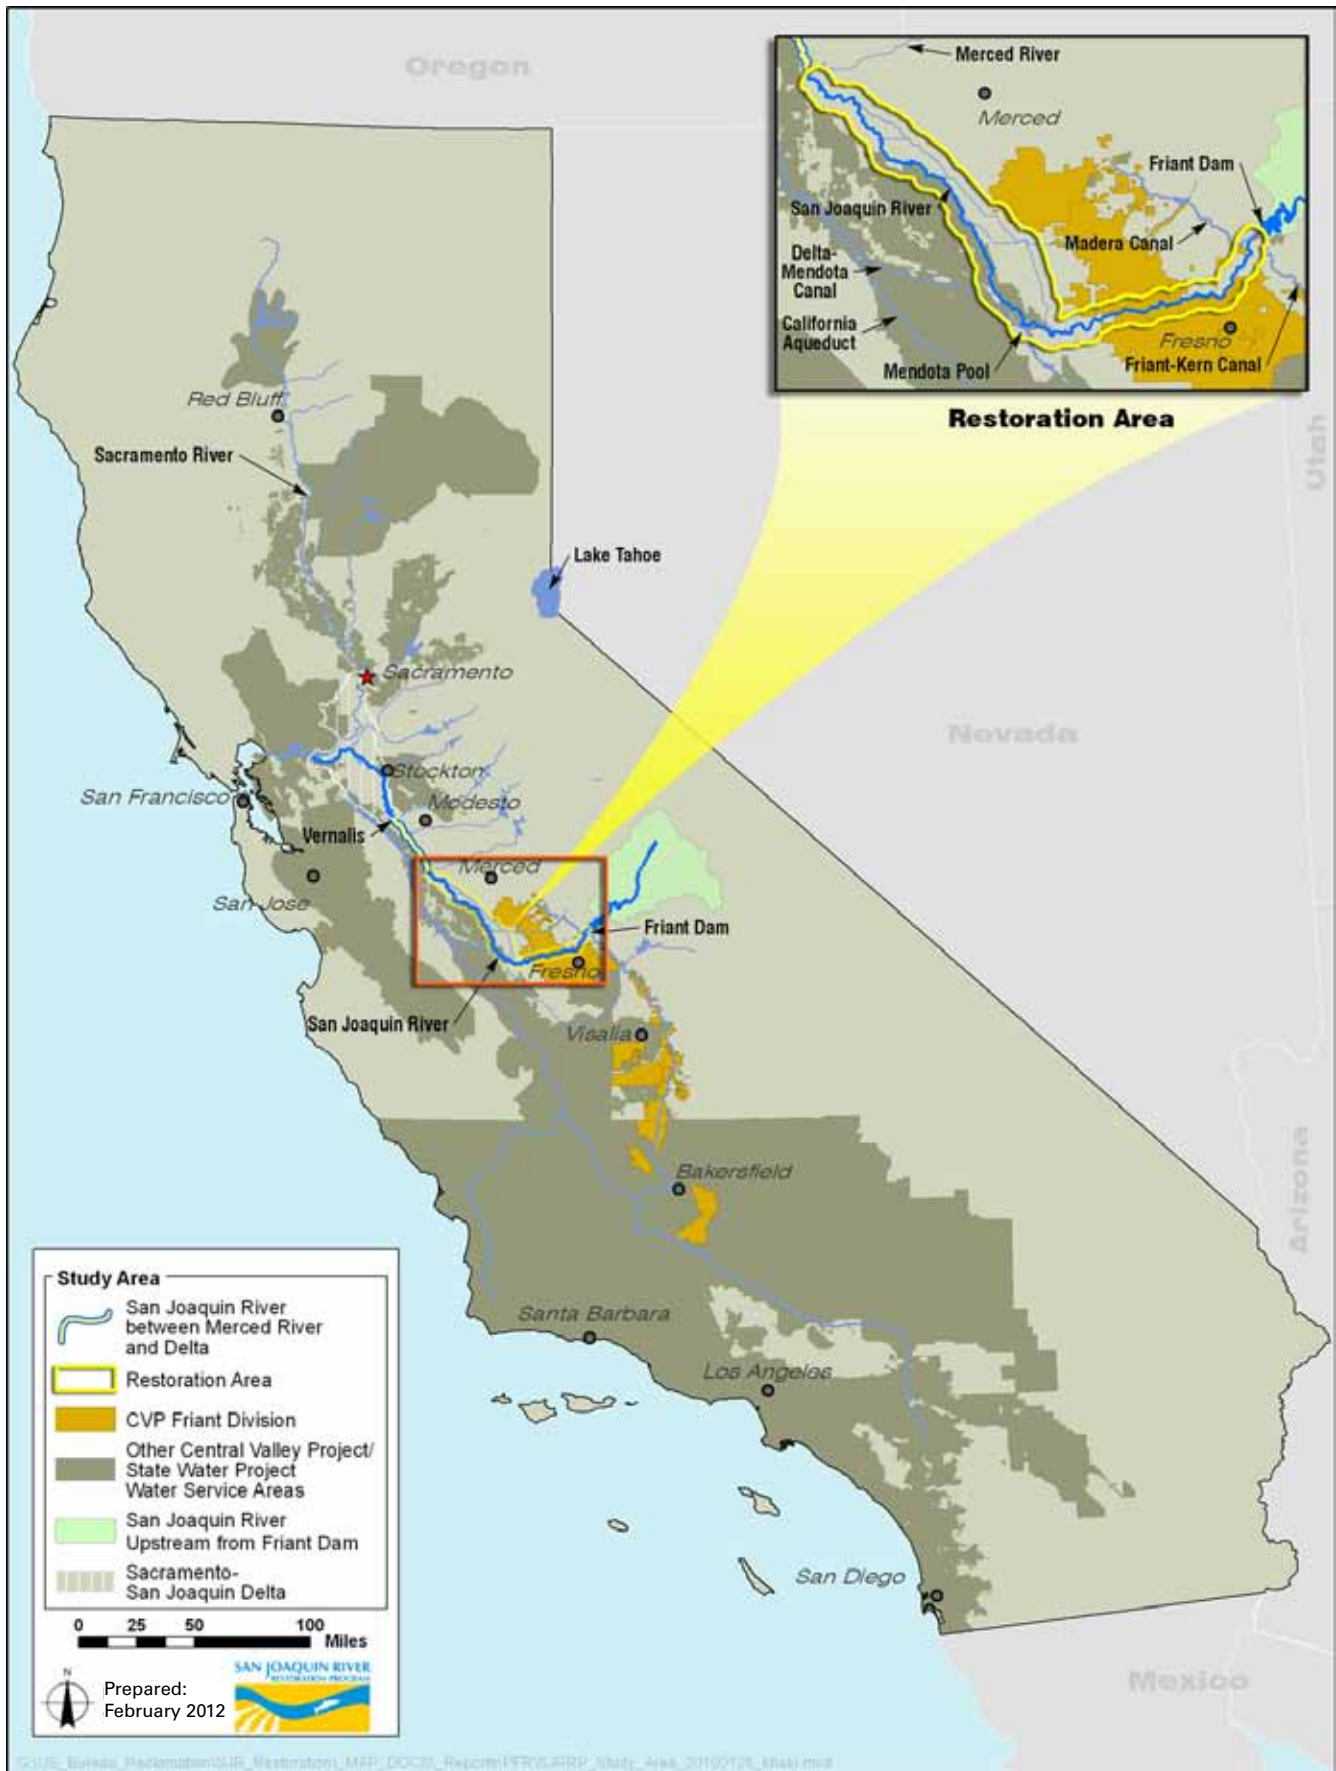 Oregon
Merced River
Merced
Friant Dam
San Joaquin River
Madera Canal
Delta-
Mendota
Canal
California
Aqueduct
Fresno
Mendota Pool
Friant-Kern Canal
Restoration Area
Utah
Red Bluff
Sacramento River
Lake Tahoe
Sacramento
Nevada
Stockton
San Francisco
Modesto
Vernalis
Merced
San Jose
Friant Dam
Fresno
San Joaquin River
Visalia
Arizona
Bakersfield
Santa Barbara
Los Angeles
San Diego
Mexico
Study Area
San Joaquin River
between Merced River
and Delta
Restoration Area
CVP Friant Division
Other Central Valley Project/
State Water Project
Water Service Areas
San Joaquin River
Upstream from Friant Dam
Sacramento-
San Joaquin Delta
0 25 50 100
Miles
N
SAN JOAQUIN RIVER
RESTORATION PROGRAM
Prepared:
February 2012